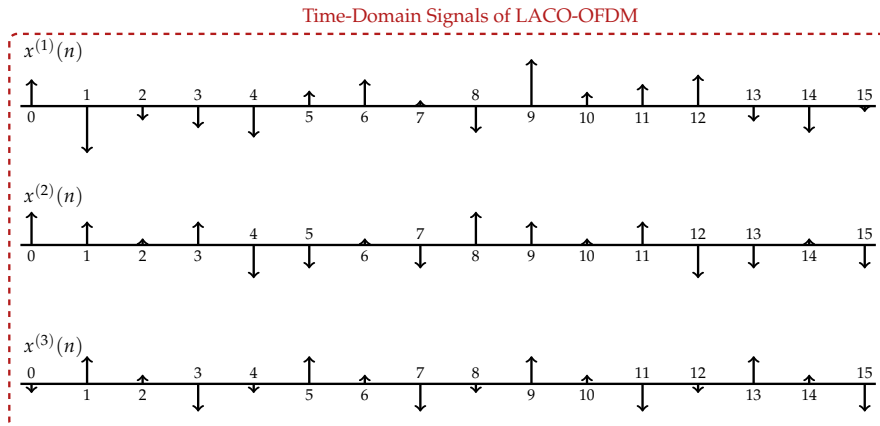 Time-Domain Signals of LACO-OFDM
x^{(1)}(n)
1 2 3 4 8 13 14 15
0 5 6 7 9 10 11 12
x^{(2)}(n)
4 5 7 12 13 15
0 1 2 3 6 8 9 10 11 14
x^{(3)}(n)
0 3 4 7 8 11 12 15
1 2 5 6 9 10 13 14